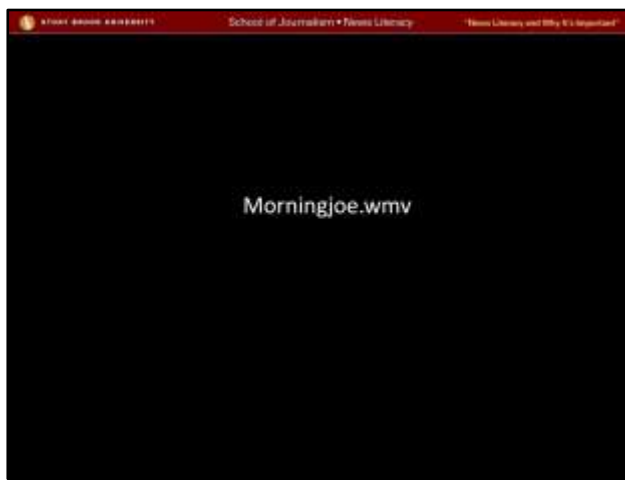 STONY BROOK UNIVERSITY
School of Journalism • News Literacy
"News Literacy and Why It's Important"
Morningjoe.wmv